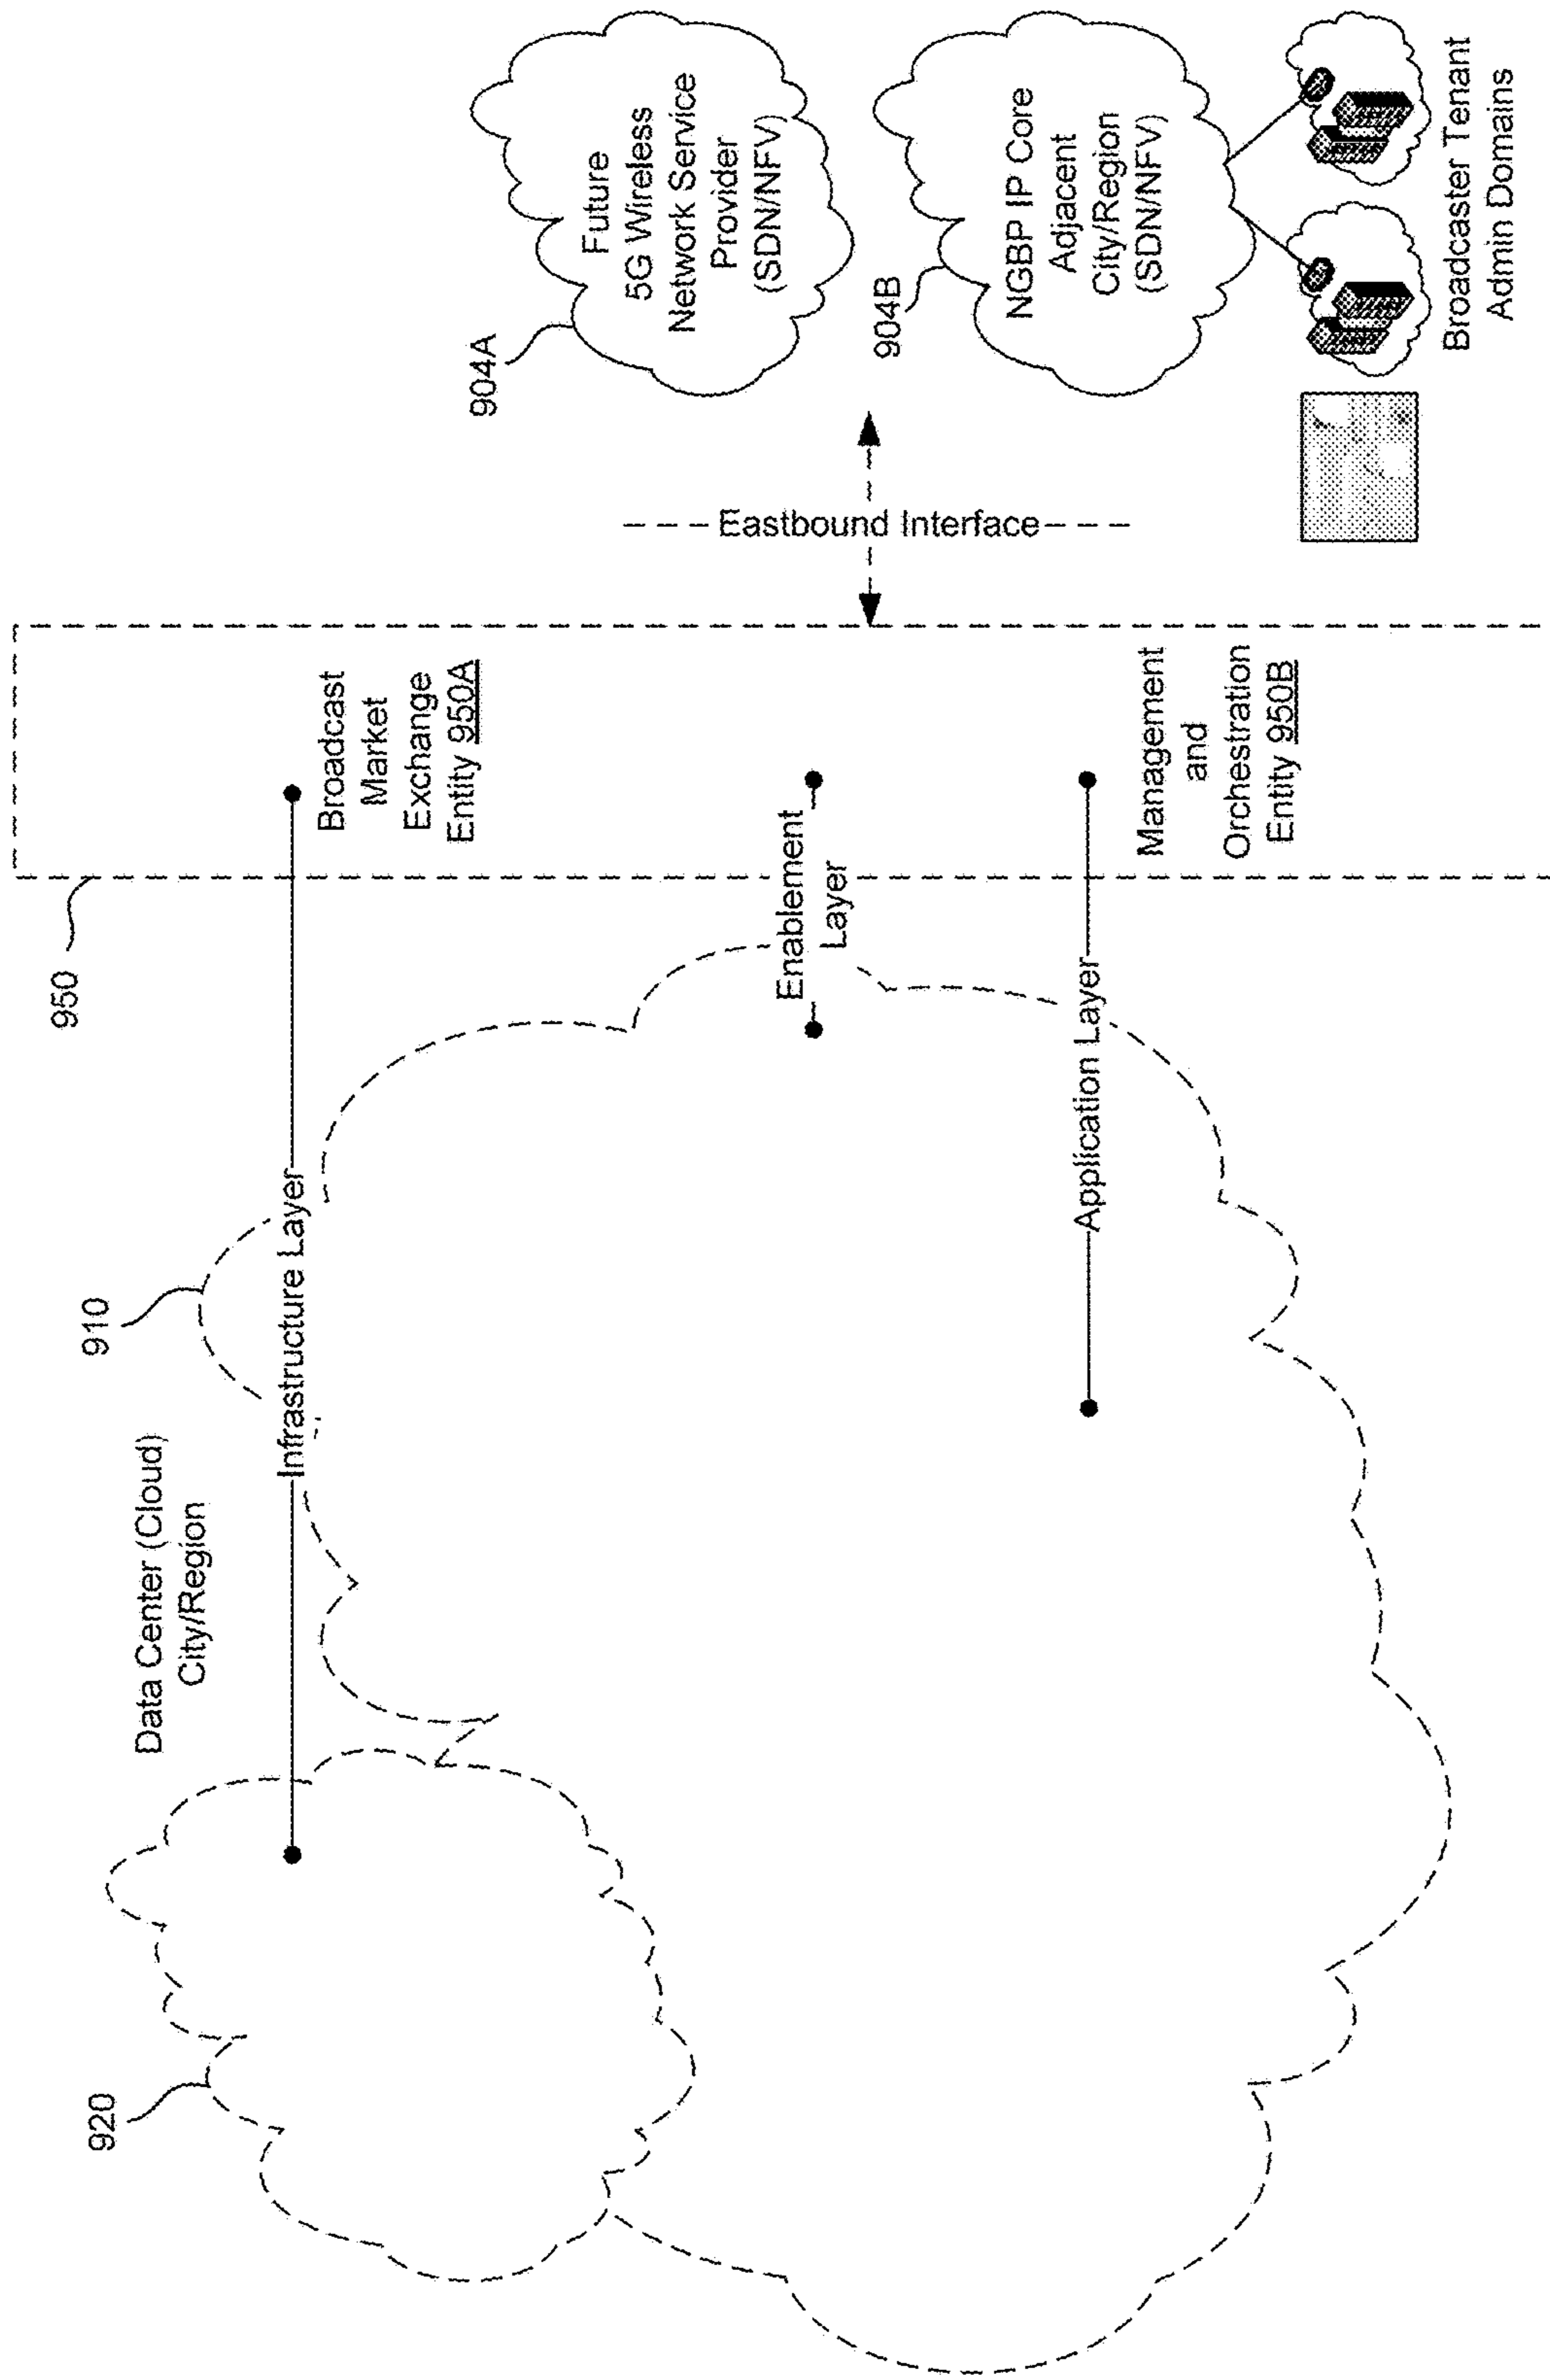 920
Data Center (Cloud)
City/Region
910
Infrastructure Layer
950
Broadcast
Market
Exchange
Entity 950A
Enablement
Layer
Application Layer
Management
and
Orchestration
Entity 950B
Eastbound Interface
904A
Future
5G Wireless
Network Service
Provider
(SDN/NFV)
904B
NGBP IP Core
Adjacent
City/Region
(SDN/NFV)
Broadcaster Tenant
Admin Domains